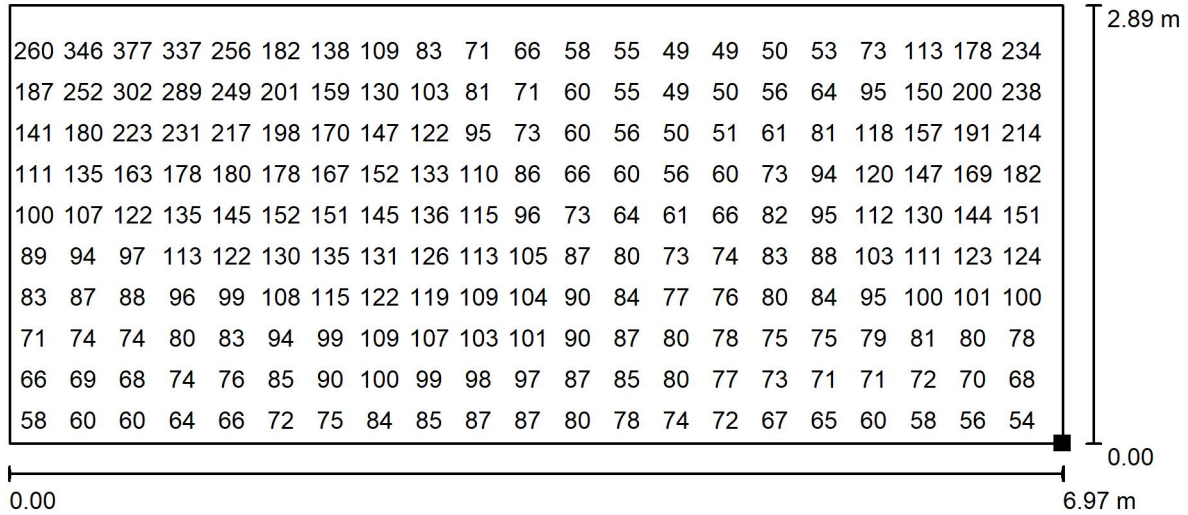 2.89 m
260 346 377 337 256 182 138 109 83 71 66 58 55 49 49 50 53 73 113 178 234
187 252 302 289 249 201 159 130 103 81 71 60 55 49 50 56 64 95 150 200 238
141 180 223 231 217 198 170 147 122 95 73 60 56 50 51 61 81 118 157 191 214
111 135 163 178 180 178 167 152 133 110 86 66 60 56 60 73 94 120 147 169 182
100 107 122 135 145 152 151 145 136 115 96 73 64 61 66 82 95 112 130 144 151
89 94 97 113 122 130 135 131 126 113 105 87 80 73 74 83 88 103 111 123 124
83 87 88 96 99 108 115 122 119 109 104 90 84 77 76 80 84 95 100 101 100
71 74 74 80 83 94 99 109 107 103 101 90 87 80 78 75 75 79 81 80 78
66 69 68 74 76 85 90 100 99 98 97 87 85 80 77 73 71 71 72 70 68
58 60 60 64 66 72 75 84 85 87 87 80 78 74 72 67 65 60 58 56 54
0.00
0.00 6.97 m